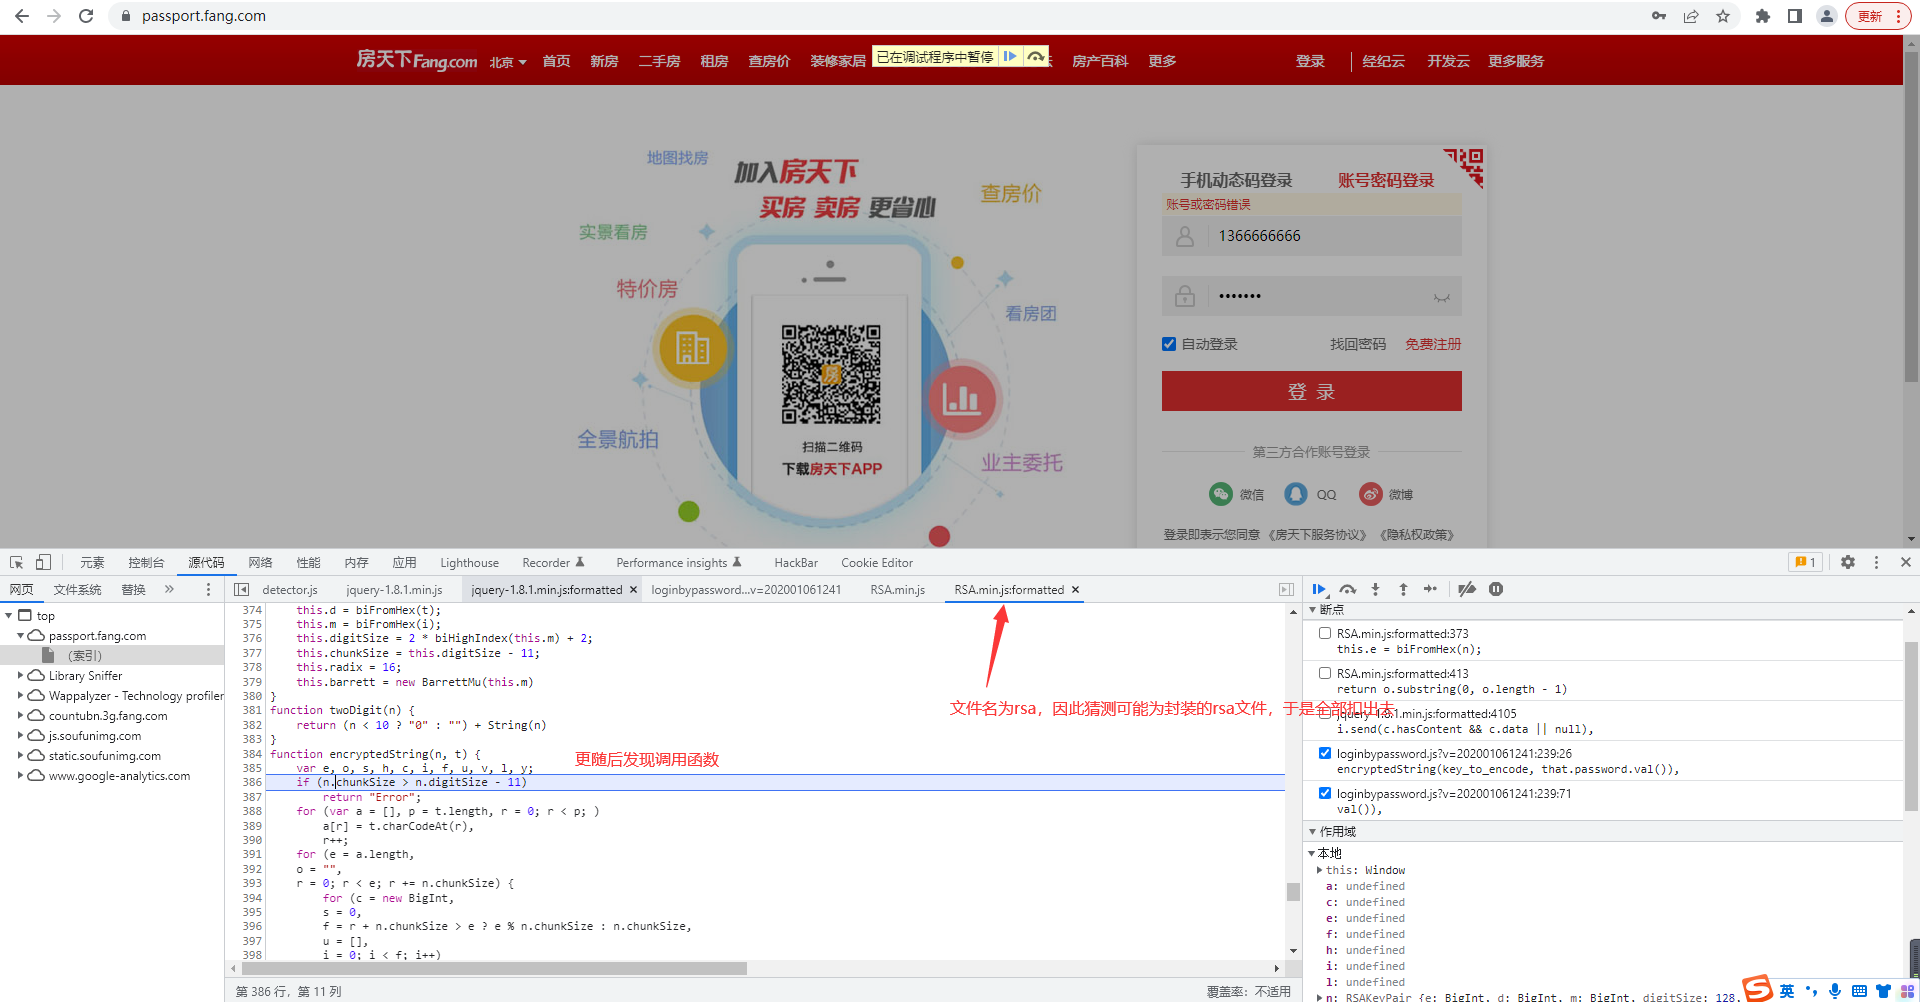 passport.fang.com
更新
房天下Fang.com 北京 首页 新房 二手房 租房 查房价 装修家居 已在调试程序中暂停 房产百科 更多 登录 经纪云 开发云 更多服务
地图找房
加入房天下
买房 卖房 更省心
查房价
实景看房
特价房
看房团
房
扫描二维码
下载房天下APP
全景航拍
业主委托
手机动态码登录 账号密码登录
账号或密码错误
1366666666
•••••••
自动登录 找回密码 免费注册
登 录
第三方合作账号登录
微信 QQ 微博
登录即表示您同意《房天下服务协议》《隐私权政策》
元素 控制台 源代码 网络 性能 内存 应用 Lighthouse Recorder Performance insights HackBar Cookie Editor 1
网页 文件系统 替换 »
detector.js jquery-1.8.1.min.js jquery-1.8.1.min.js:formatted × loginbypassword...v=202001061241 RSA.min.js RSA.min.js:formatted ×
top
passport.fang.com
(索引)
Library Sniffer
Wappalyzer - Technology profiler
countubn.3g.fang.com
js.soufunimg.com
static.soufunimg.com
www.google-analytics.com
374 this.d = biFromHex(t);
375 this.m = biFromHex(i);
376 this.digitSize = 2 * biHighIndex(this.m) + 2;
377 this.chunkSize = this.digitSize - 11;
378 this.radix = 16;
379 this.barrett = new BarrettMu(this.m)
380 }
381 function twoDigit(n) {
382 return (n < 10 ? "0" : "") + String(n)
383 }
384 function encryptedString(n, t) {
385 var e, o, s, h, c, i, f, u, v, l, y;
386 if (n.chunkSize > n.digitSize - 11)
387 return "Error";
388 for (var a = [], p = t.length, r = 0; r < p; )
389 a[r] = t.charCodeAt(r),
390 r++;
391 for (e = a.length,
392 o = "",
393 r = 0; r < e; r += n.chunkSize) {
394 for (c = new BigInt,
395 s = 0,
396 f = r + n.chunkSize > e ? e % n.chunkSize : n.chunkSize,
397 u = [],
398 i = 0; i < f; i++)
文件名为rsa，因此猜测可能为封装的rsa文件，于是全部扣出去
更随后发现调用函数
第 386 行，第 11 列
覆盖率：不适用
断点
RSA.min.js:formatted:373
this.e = biFromHex(n);
RSA.min.js:formatted:413
return o.substring(0, o.length - 1)
jquery-1.8.1.min.js:formatted:4105
i.send(c.hasContent && c.data || null),
loginbypassword.js?v=202001061241:239:26
encryptedString(key_to_encode, that.password.val()),
loginbypassword.js?v=202001061241:239:71
val()),
作用域
本地
this: Window
a: undefined
c: undefined
e: undefined
f: undefined
h: undefined
i: undefined
l: undefined
n: RSAKeyPair {e: BigInt, d: BigInt, m: BigInt, digitSize: 128,
S 英